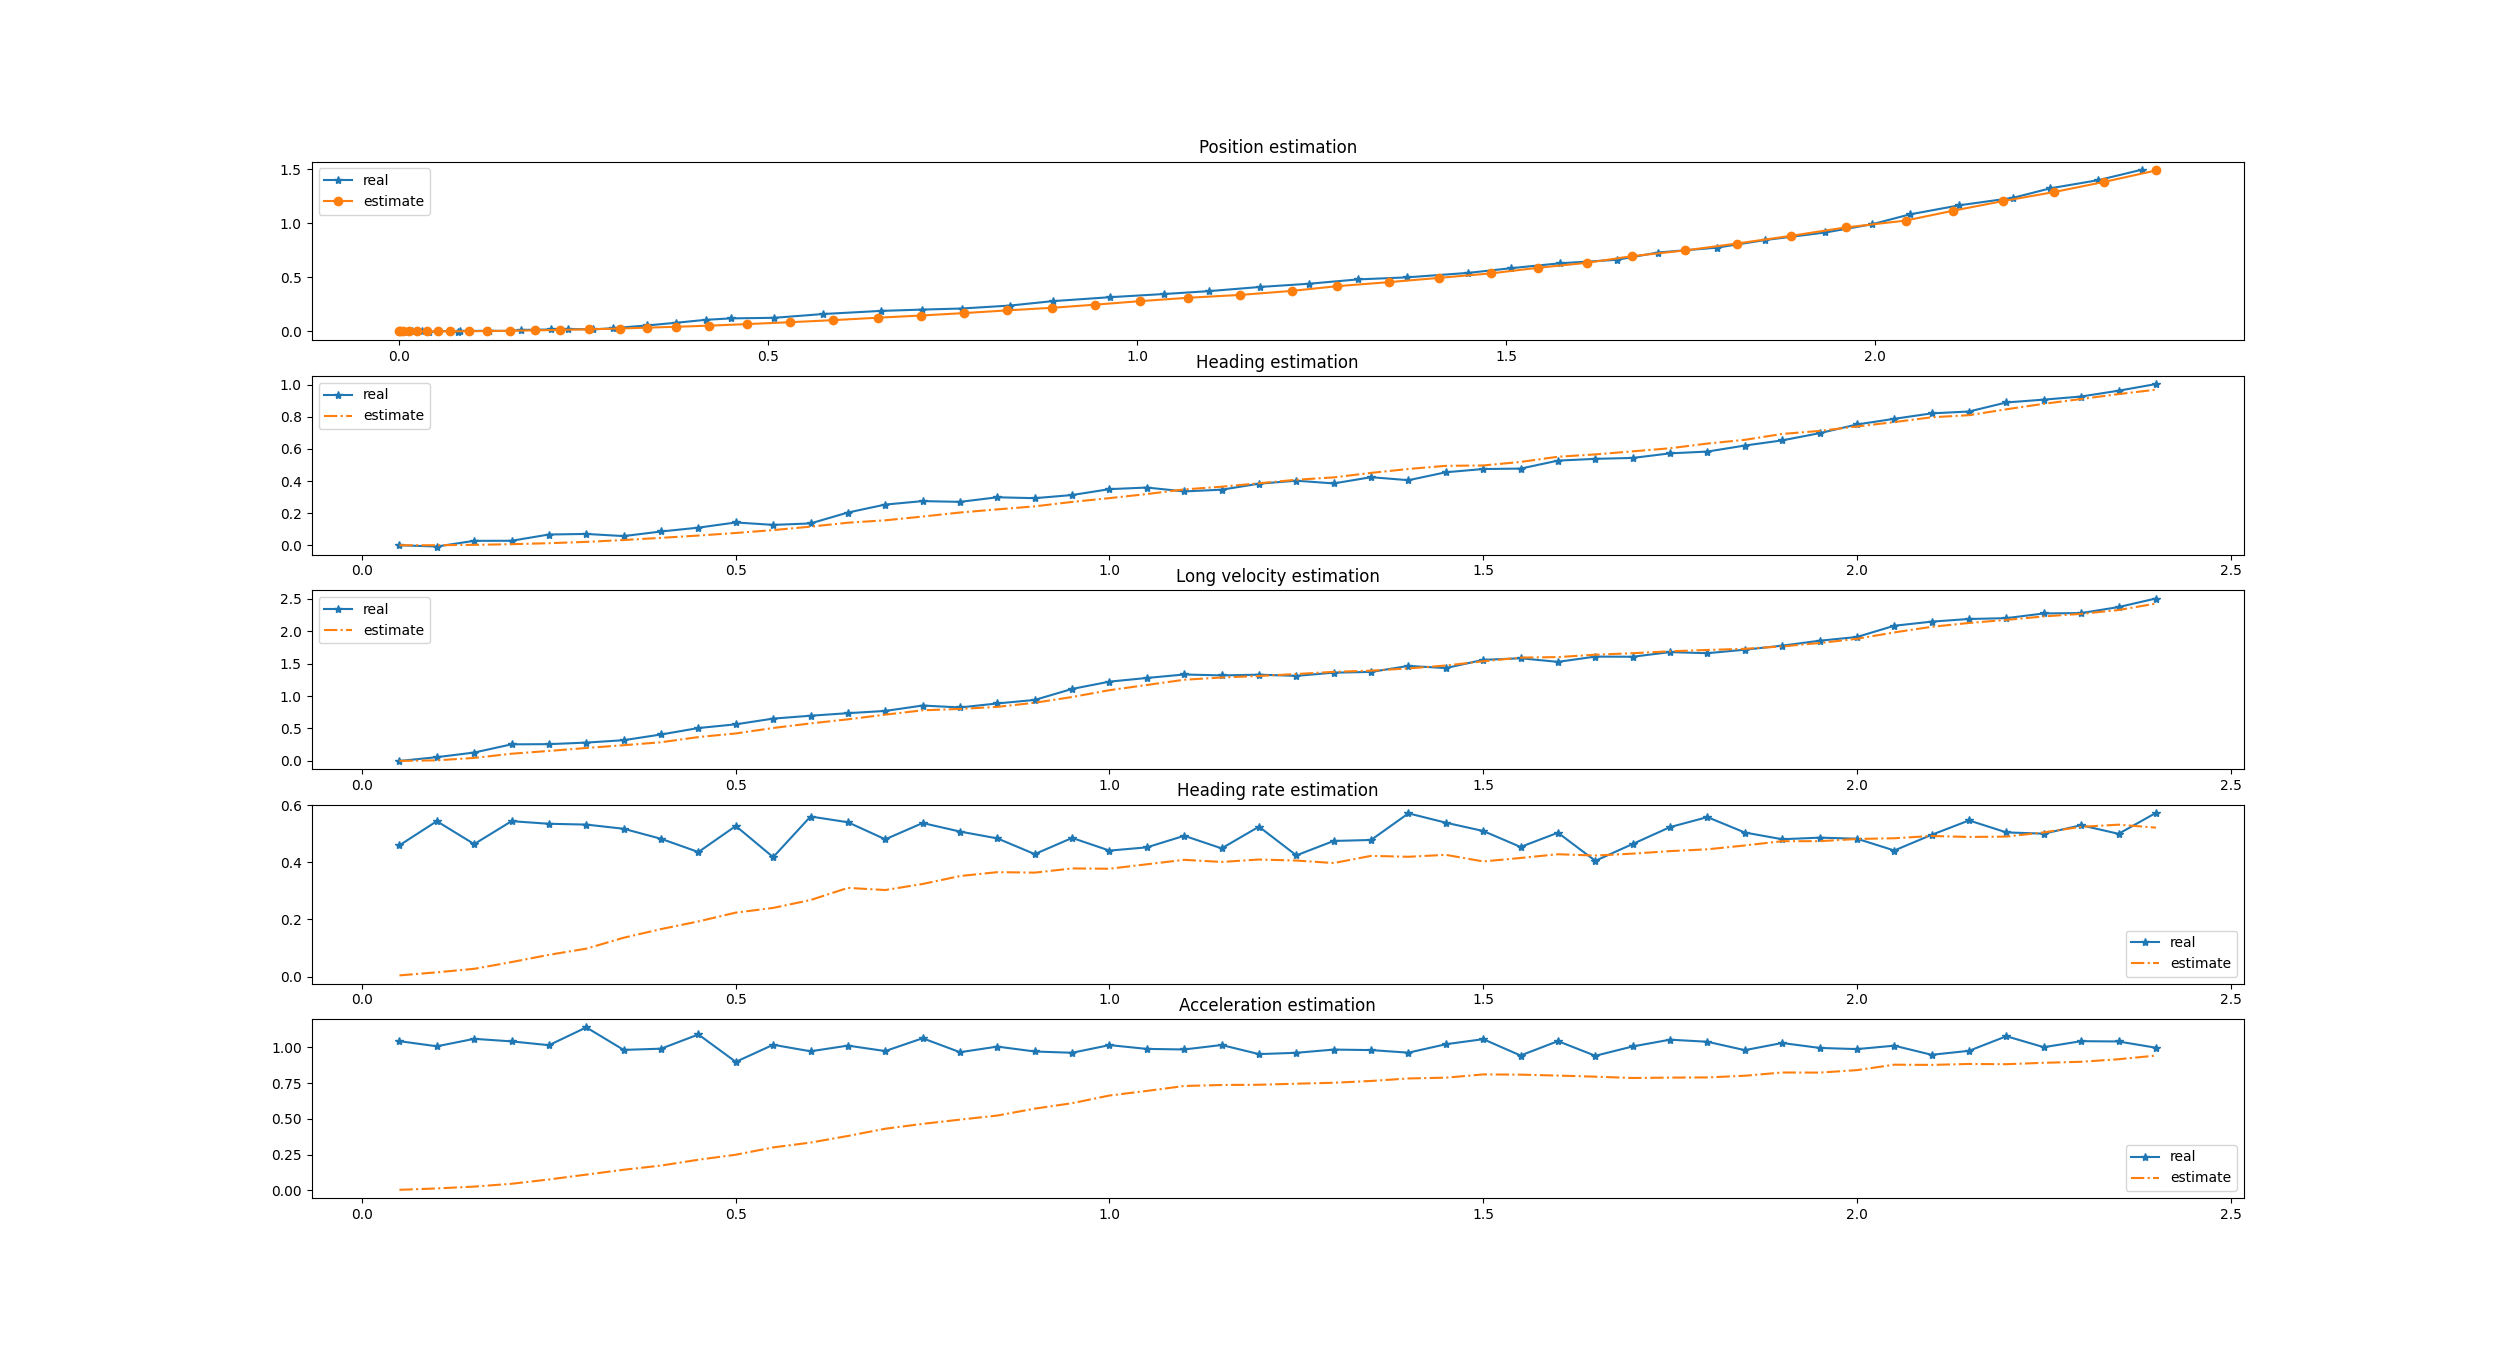 Position estimation
real
estimate
1.5
1.0
0.5
0.0
0.0 0.5 1.0 1.5 2.0
Heading estimation
real
estimate
1.0
0.8
0.6
0.4
0.2
0.0
0.0 0.5 1.0 1.5 2.0 2.5
Long velocity estimation
real
estimate
2.5
2.0
1.5
1.0
0.5
0.0
0.0 0.5 1.0 1.5 2.0 2.5
Heading rate estimation
0.6
0.4
0.2
0.0
real
estimate
0.0 0.5 1.0 1.5 2.0 2.5
Acceleration estimation
1.00
0.75
0.50
0.25
0.00
real
estimate
0.0 0.5 1.0 1.5 2.0 2.5